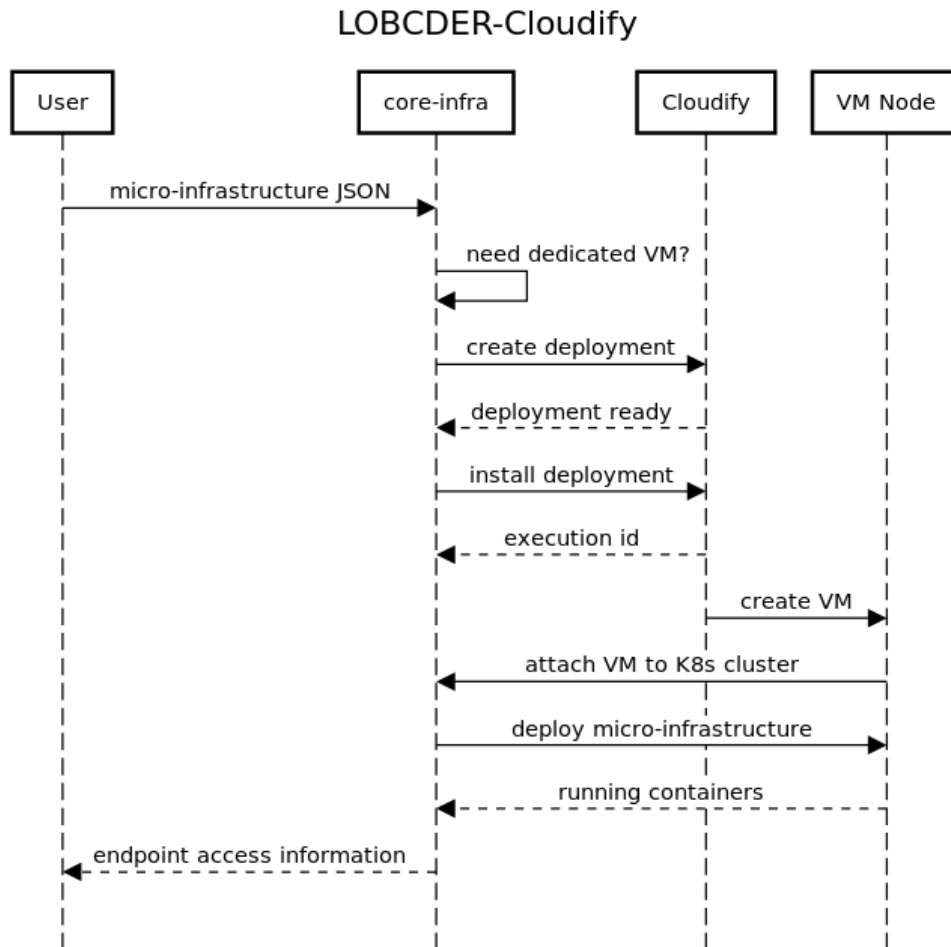 LOBCDER-Cloudify
User
core-infra
Cloudify
VM Node
micro-infrastructure JSON
need dedicated VM?
create deployment
deployment ready
install deployment
execution id
create VM
attach VM to K8s cluster
deploy micro-infrastructure
running containers
endpoint access information